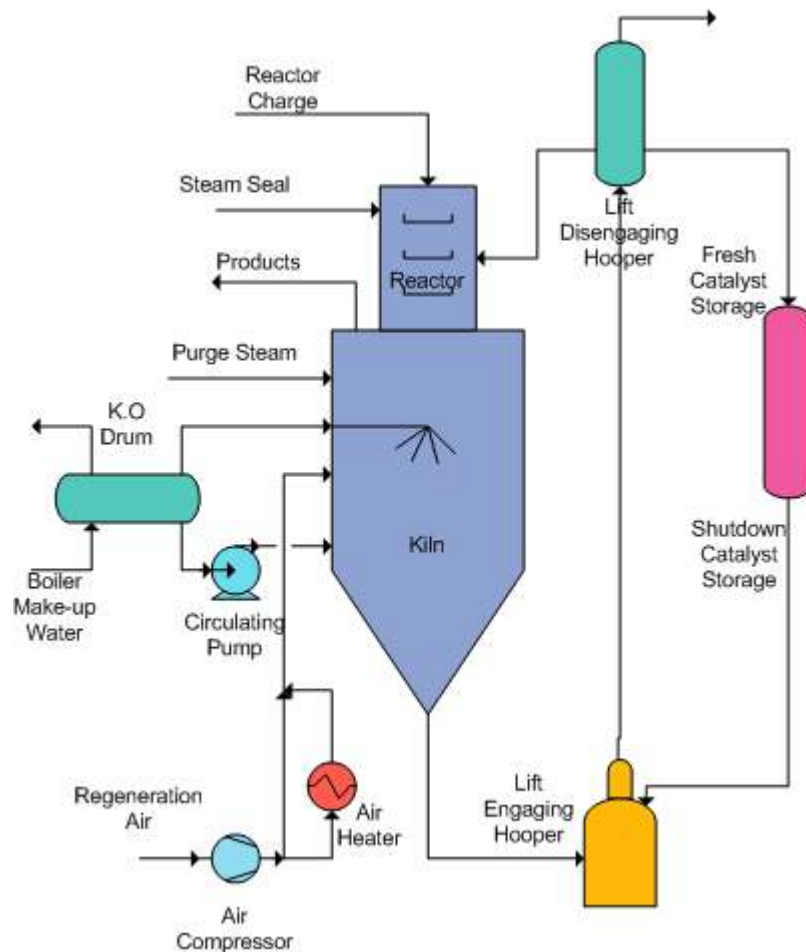 Reactor
Charge
Steam Seal
Products
Reactor
Lift
Disengaging
Hooper
Fresh
Catalyst
Storage
Purge Steam
K.O
Drum
Kiln
Shutdown
Catalyst
Storage
Boiler
Make-up
Water
Circulating
Pump
Regeneration
Air
Air
Heater
Lift
Engaging
Hooper
Air
Compressor